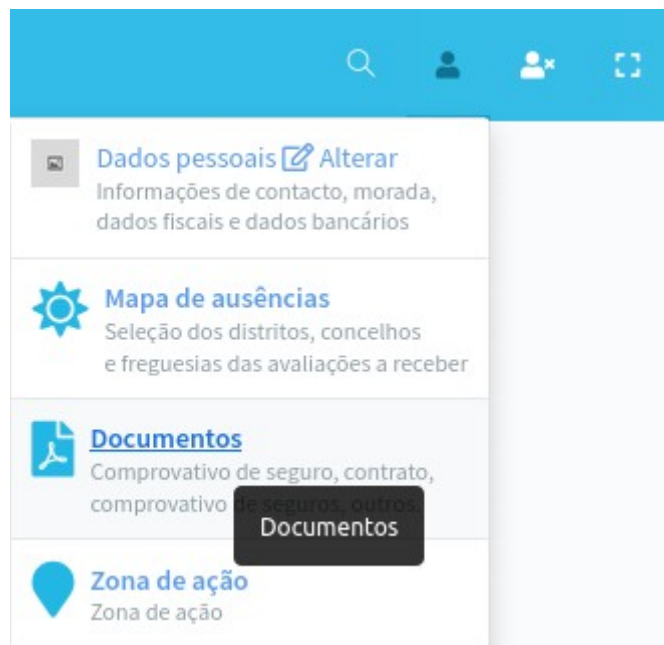 Dados pessoais Alterar
Informações de contacto, morada,
dados fiscais e dados bancários
Mapa de ausências
Seleção dos distritos, concelhos
e freguesias das avaliações a receber
Documentos
Comprovativo de seguro, contrato,
comprovativo de seguros, outros.
Documentos
Zona de ação
Zona de ação